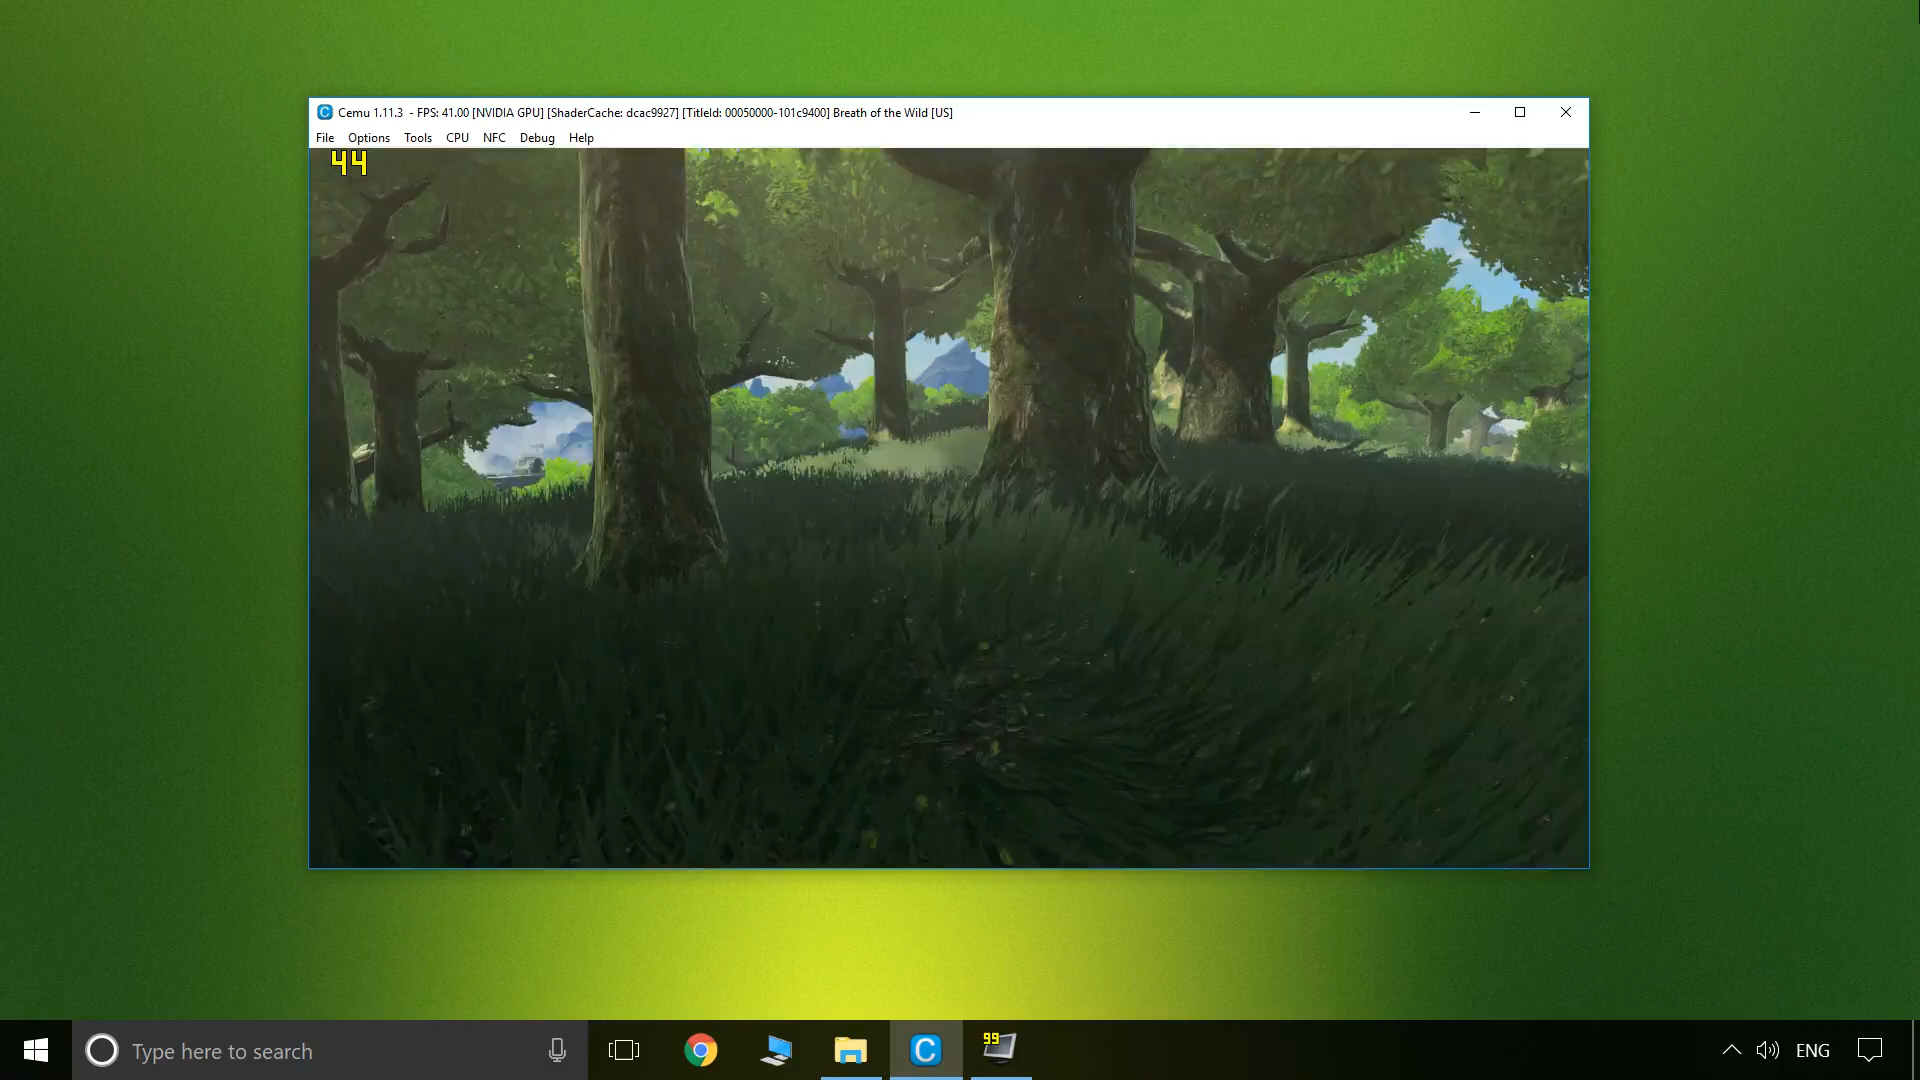 Cemu 1.11.3 - FPS: 41.00 [NVIDIA GPU] [ShaderCache: dcac9927] [TitleId: 00050000-101c9400] Breath of the Wild [US]
File Options Tools CPU NFC Debug Help
44
Type here to search
99
ENG